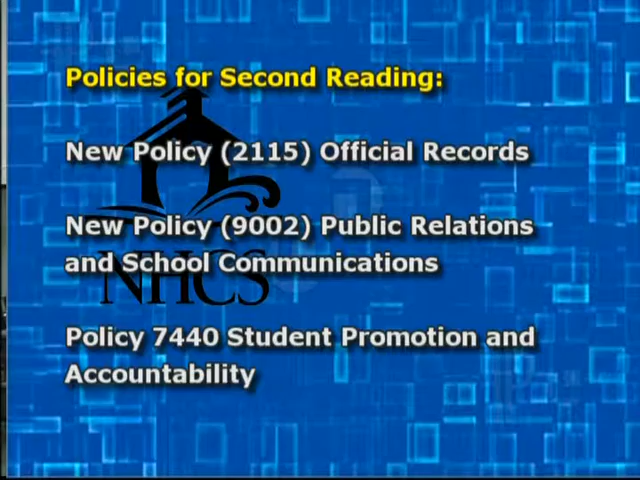 Policies for Second Reading:
New Policy (2115) Official Records
New Policy (9002) Public Relations
and School Communications
NHCS
Policy 7440 Student Promotion and
Accountability